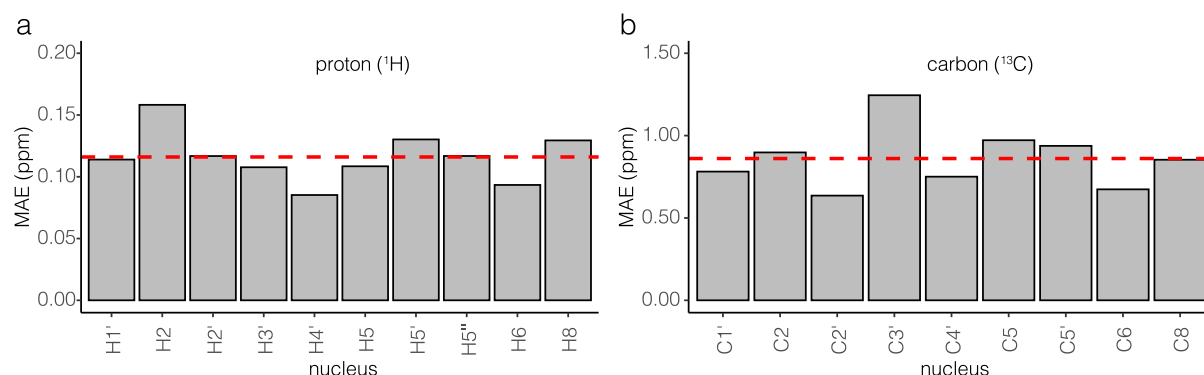 a
proton (¹H)
MAE (ppm)
0.20
0.15
0.10
0.05
0.00
H1'
H2
H2'
H3'
H4'
H5
H5'
H5"
H6
H8
nucleus
b
carbon (¹³C)
MAE (ppm)
1.50
1.00
0.50
0.00
C1'
C2
C2'
C3'
C4'
C5
C5'
C6
C8
nucleus